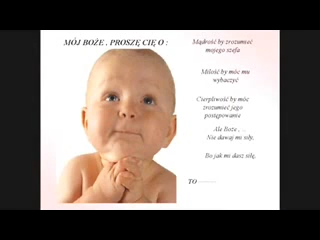 MÓJ BOŻE , PROSZĘ CIĘ O :
Mądrość by zrozumieć
mojego szefa
Miłość by móc mu
wybaczyć
Cierpliwość by móc
zrozumieć jego
postępowanie
Ale Boże , ..
Nie dawaj mi siły,
Bo jak mi dasz siłę,
TO --------